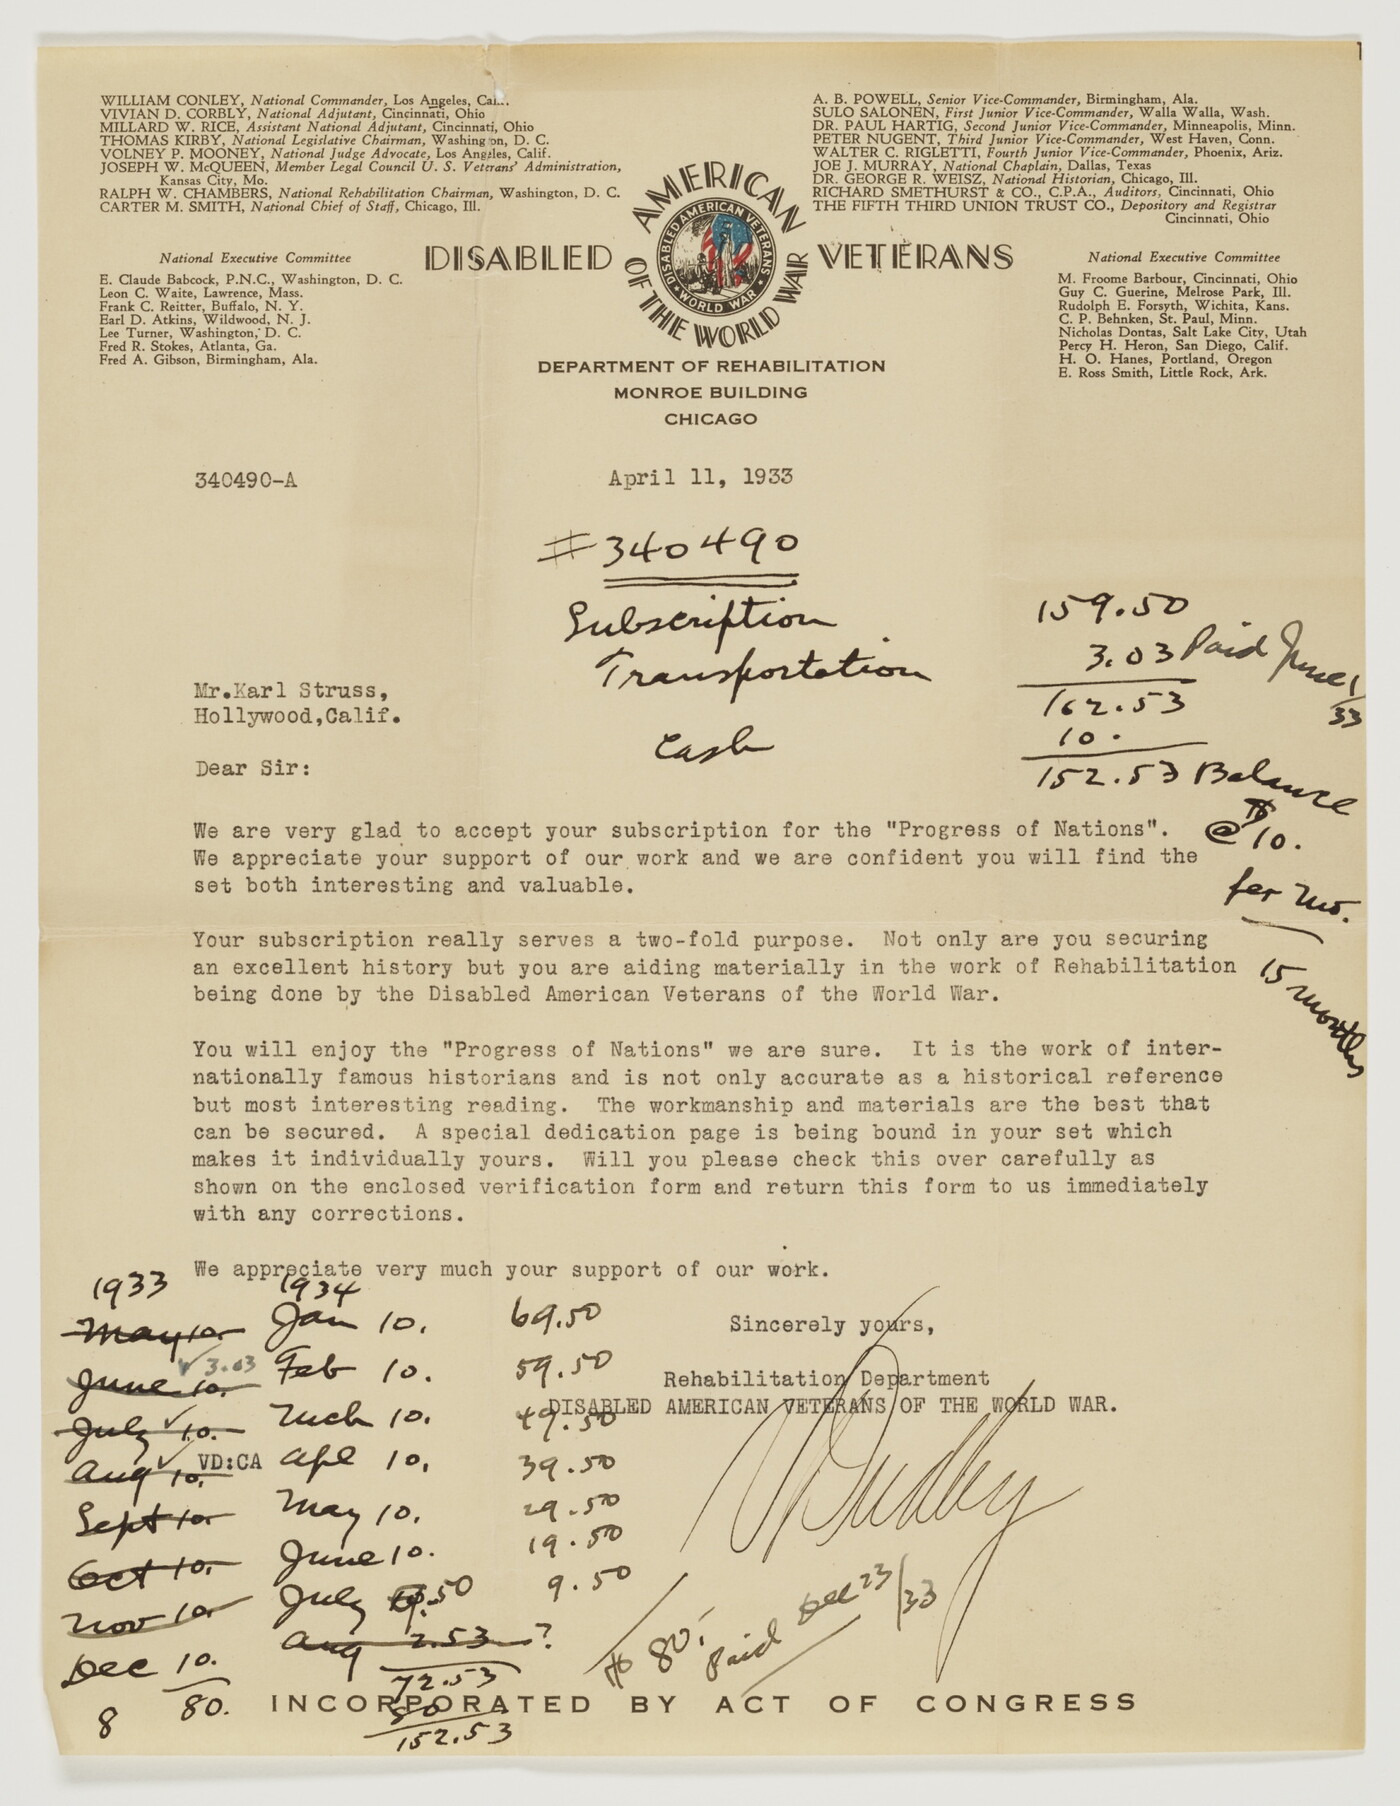 WILLIAM CONLEY, National Commander, Los Angeles, Calif.
VIVIAN D. CORBLY, National Adjutant, Cincinnati, Ohio
MILLARD W. RICE, Assistant National Adjutant, Cincinnati, Ohio
THOMAS KIRBY, National Legislative Chairman, Washington, D. C.
VOLNEY P. MOONEY, National Judge Advocate, Los Angeles, Calif.
JOSEPH W. McQUEEN, Member Legal Council U. S. Veterans' Administration,
Kansas City, Mo.
RALPH W. CHAMBERS, National Rehabilitation Chairman, Washington, D. C.
CARTER M. SMITH, National Chief of Staff, Chicago, Ill.
A. B. POWELL, Senior Vice-Commander, Birmingham, Ala.
SULO SALONEN, First Junior Vice-Commander, Walla Walla, Wash.
DR. PAUL HARTIG, Second Junior Vice-Commander, Minneapolis, Minn.
PETER NUGENT, Third Junior Vice-Commander, West Haven, Conn.
WALTER C. RIGLETTI, Fourth Junior Vice-Commander, Phoenix, Ariz.
JOE J. MURRAY, National Chaplain, Dallas, Texas
DR. GEORGE R. WEISZ, National Historian, Chicago, Ill.
RICHARD SMETHURST & CO., C.P.A., Auditors, Cincinnati, Ohio
THE FIFTH THIRD UNION TRUST CO., Depository and Registrar
Cincinnati, Ohio
DISABLED AMERICAN VETERANS
OF THE WORLD WAR
DISABLED AMERICAN VETERANS
WORLD WAR
National Executive Committee
E. Claude Babcock, P.N.C., Washington, D. C.
Leon C. Waite, Lawrence, Mass.
Frank C. Reitter, Buffalo, N. Y.
Earl D. Atkins, Wildwood, N. J.
Lee Turner, Washington, D. C.
Fred R. Stokes, Atlanta, Ga.
Fred A. Gibson, Birmingham, Ala.
National Executive Committee
M. Froome Barbour, Cincinnati, Ohio
Guy C. Guerine, Melrose Park, Ill.
Rudolph E. Forsyth, Wichita, Kans.
C. P. Behnken, St. Paul, Minn.
Nicholas Dontas, Salt Lake City, Utah
Percy H. Heron, San Diego, Calif.
H. O. Hanes, Portland, Oregon
E. Ross Smith, Little Rock, Ark.
DEPARTMENT OF REHABILITATION
MONROE BUILDING
CHICAGO
340490-A
April 11, 1933
#340490
Subscription
Transportation
Cash
159.50
3.03 Paid June 1/33
162.53
10.
152.53 Balance
@ $10.
per mo.
15 months
Mr.Karl Struss,
Hollywood,Calif.
Dear Sir:
We are very glad to accept your subscription for the "Progress of Nations".
We appreciate your support of our work and we are confident you will find the
set both interesting and valuable.
Your subscription really serves a two-fold purpose. Not only are you securing
an excellent history but you are aiding materially in the work of Rehabilitation
being done by the Disabled American Veterans of the World War.
You will enjoy the "Progress of Nations" we are sure. It is the work of inter-
nationally famous historians and is not only accurate as a historical reference
but most interesting reading. The workmanship and materials are the best that
can be secured. A special dedication page is being bound in your set which
makes it individually yours. Will you please check this over carefully as
shown on the enclosed verification form and return this form to us immediately
with any corrections.
We appreciate very much your support of our work.
Sincerely yours,
Rehabilitation Department
DISABLED AMERICAN VETERANS OF THE WORLD WAR.
VDudley
VD:CA
1933
May 10.
✓ 3.03
June 10.
July ✓ 10.
Aug ✓ 10.
Sept 10.
Oct 10.
Nov 10.
Dec 10.
8 80.
1934
Jan 10. 69.50
Feb 10. 59.50
Mch 10. 49.50
Apl 10. 39.50
May 10. 29.50
June 10. 19.50
July 9.50 9.50
Aug 2.53 ?
72.53
80
152.53
$80. Paid Dec 23/33
INCORPORATED BY ACT OF CONGRESS